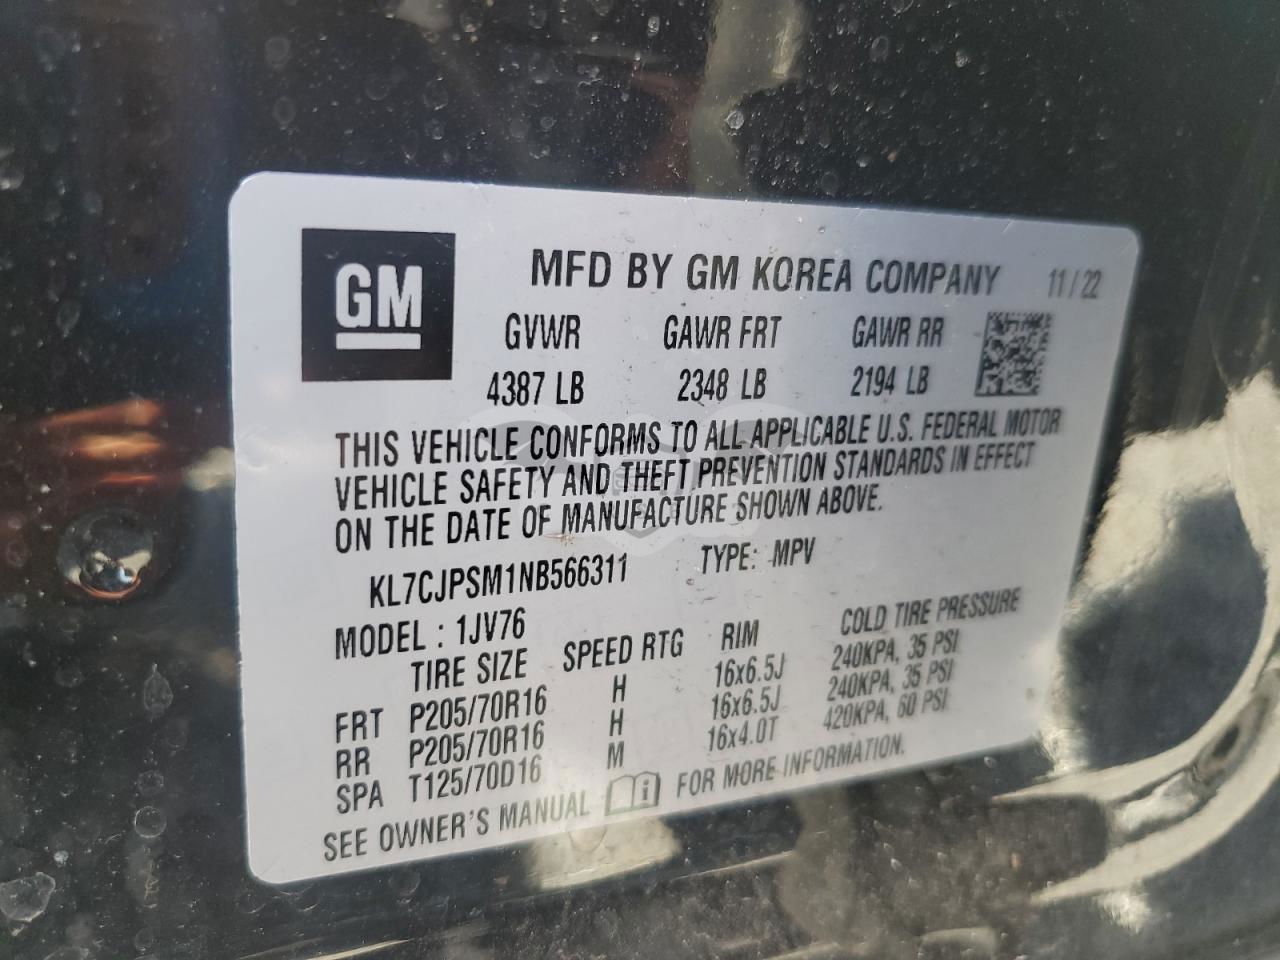 GM
MFD BY GM KOREA COMPANY 11/22
GVWR GAWR FRT GAWR RR
4387 LB 2348 LB 2194 LB
THIS VEHICLE CONFORMS TO ALL APPLICABLE U.S. FEDERAL MOTOR
VEHICLE SAFETY AND THEFT PREVENTION STANDARDS IN EFFECT
ON THE DATE OF MANUFACTURE SHOWN ABOVE.
KL7CJPSM1NB566311 TYPE: MPV
MODEL : 1JV76
TIRE SIZE SPEED RTG RIM COLD TIRE PRESSURE
FRT P205/70R16 H 16x6.5J 240KPA, 35 PSI
RR P205/70R16 H 16x6.5J 240KPA, 35 PSI
SPA T125/70D16 M 16x4.0T 420KPA, 60 PSI
SEE OWNER'S MANUAL i FOR MORE INFORMATION.